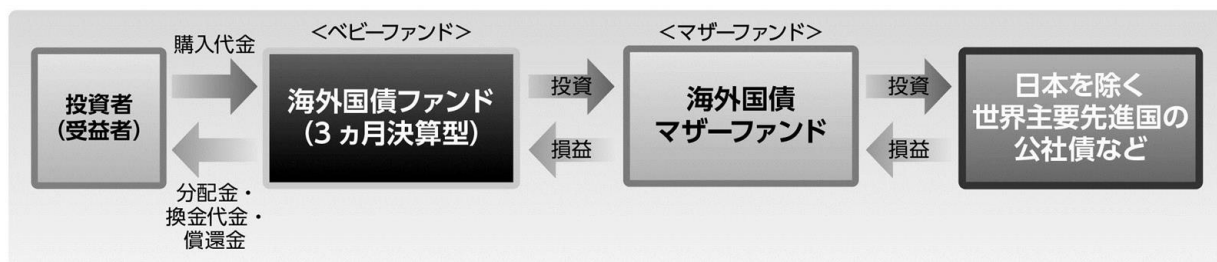 <ベビーファンド>
<マザーファンド>
購入代金
投資者
(受益者)
分配金・
換金代金・
償還金
海外国債ファンド
(3ヵ月決算型)
投資
損益
海外国債
マザーファンド
投資
損益
日本を除く
世界主要先進国の
公社債など